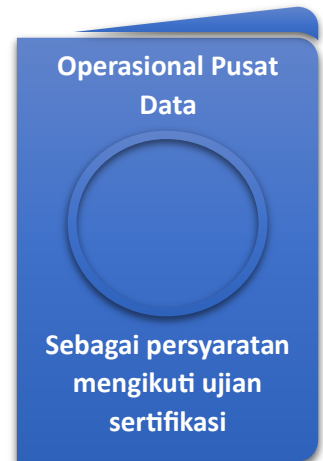 Operasional Pusat
Data
Sebagai persyaratan
mengikuti ujian
sertifikasi